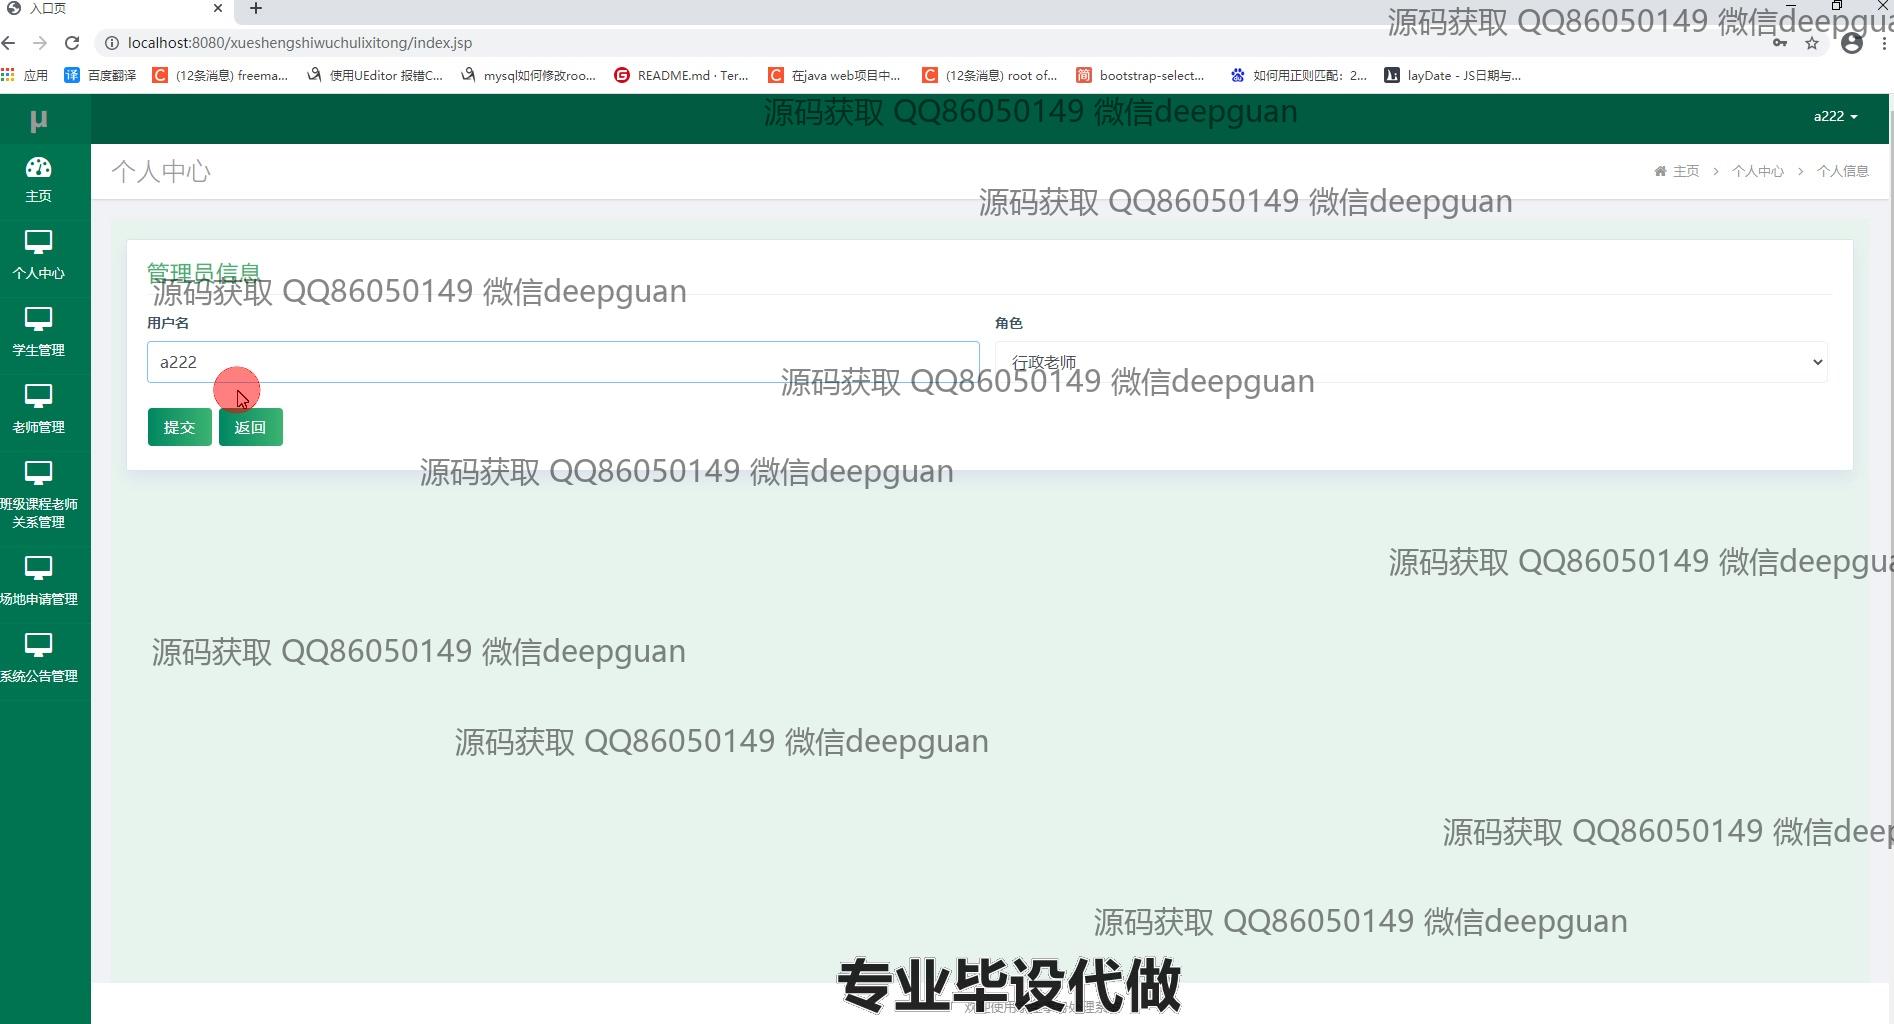 入口页
localhost:8080/xueshengshiwuchulixitong/index.jsp
应用 百度翻译 (12条消息) freema... 使用UEditor 报错C... mysql如何修改roo... README.md · Ter... 在java web项目中... (12条消息) root of... bootstrap-select... 如何用正则匹配：2... layDate - JS日期与...
源码获取 QQ86050149 微信deepgua
μ
源码获取 QQ86050149 微信deepguan
a222
主页
个人中心
学生管理
老师管理
班级课程老师
关系管理
场地申请管理
系统公告管理
个人中心
主页 > 个人中心 > 个人信息
源码获取 QQ86050149 微信deepguan
管理员信息
源码获取 QQ86050149 微信deepguan
用户名
a222
角色
行政老师
源码获取 QQ86050149 微信deepguan
提交
返回
源码获取 QQ86050149 微信deepguan
源码获取 QQ86050149 微信deepgua
源码获取 QQ86050149 微信deepguan
源码获取 QQ86050149 微信deepguan
源码获取 QQ86050149 微信deep
源码获取 QQ86050149 微信deepguan
专业毕设代做